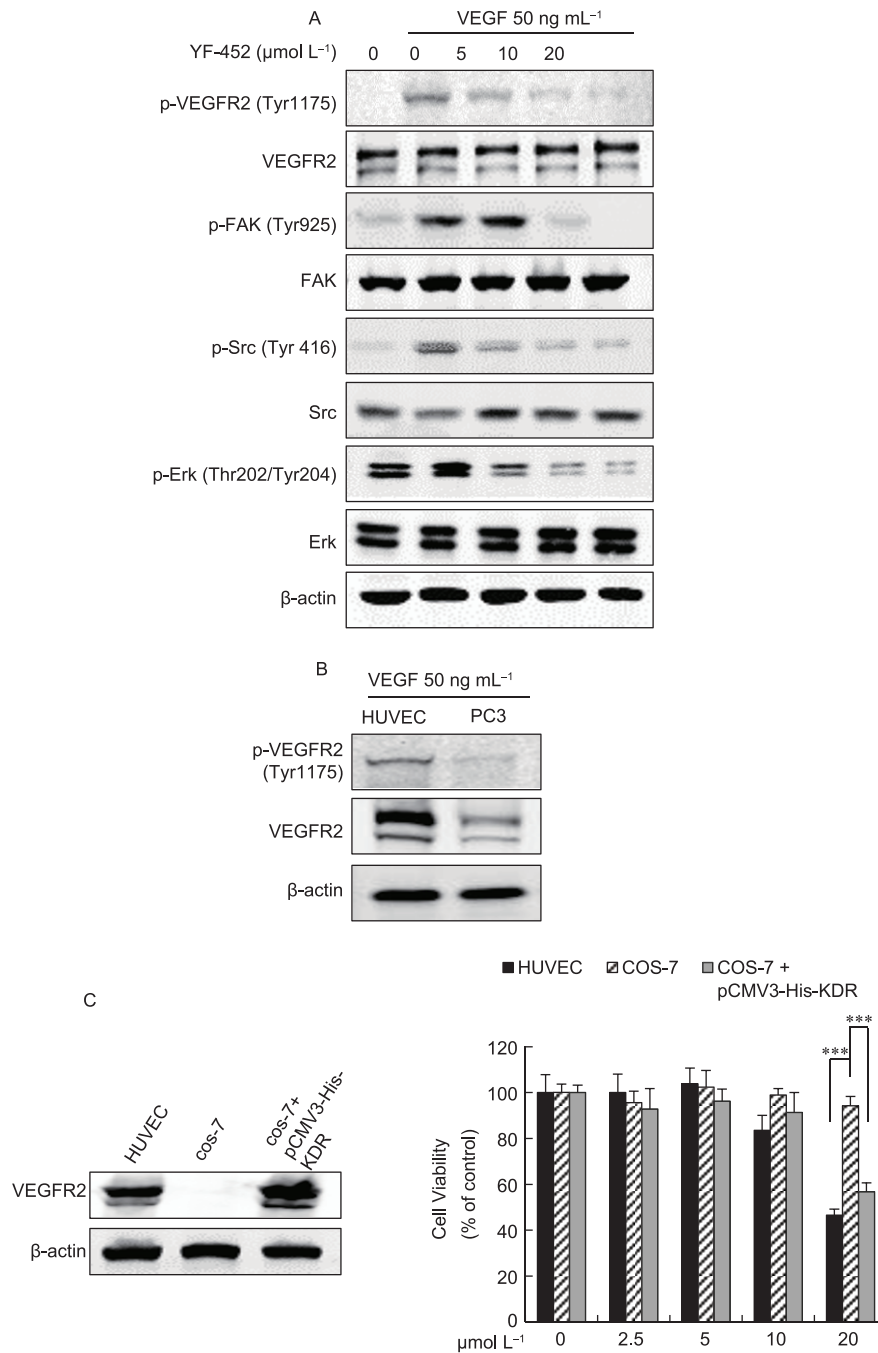 A
VEGF 50 ng mL⁻¹
YF-452 (μmol L⁻¹) 0 0 5 10 20
p-VEGFR2 (Tyr1175)
VEGFR2
p-FAK (Tyr925)
FAK
p-Src (Tyr 416)
Src
p-Erk (Thr202/Tyr204)
Erk
β-actin
B
VEGF 50 ng mL⁻¹
HUVEC PC3
p-VEGFR2
(Tyr1175)
VEGFR2
β-actin
C
HUVEC
cos-7
cos-7+
pCMV3-His-
KDR
VEGFR2
β-actin
HUVEC COS-7 COS-7 +
pCMV3-His-KDR
*** ***
Cell Viability
(% of control)
120
100
80
60
40
20
0
μmol L⁻¹ 0 2.5 5 10 20